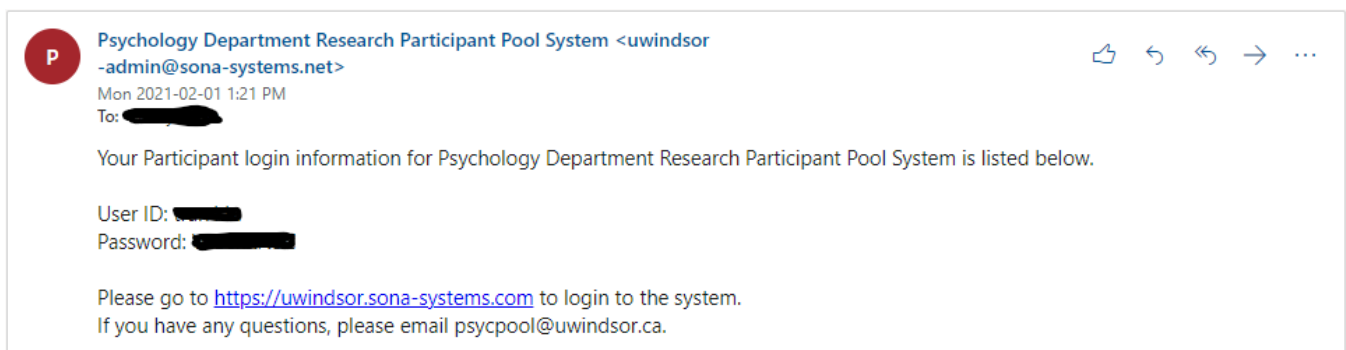 P
Psychology Department Research Participant Pool System <uwindsor
-admin@sona-systems.net>
Mon 2021-02-01 1:21 PM
To:
Your Participant login information for Psychology Department Research Participant Pool System is listed below.
User ID:
Password:
Please go to https://uwindsor.sona-systems.com to login to the system.
If you have any questions, please email psycpool@uwindsor.ca.